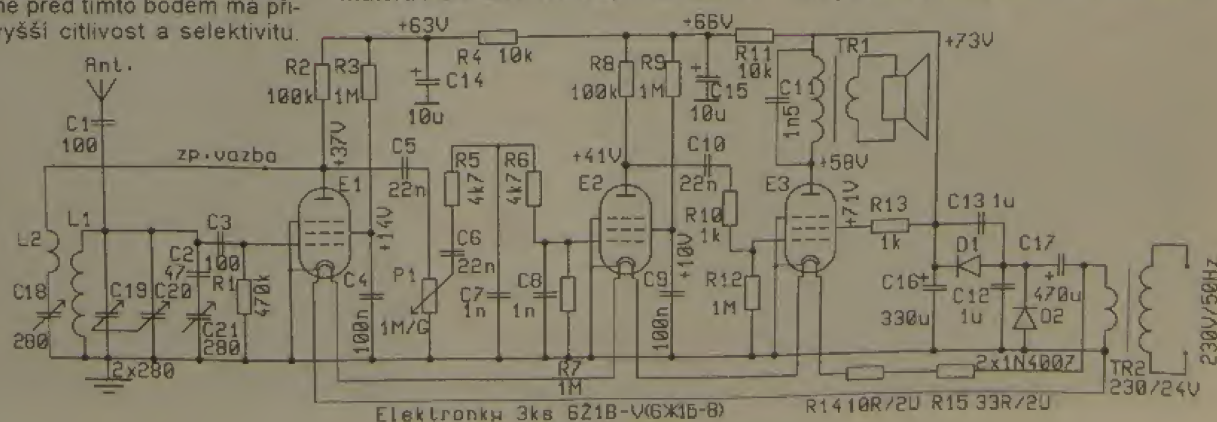 ně před tímto bodem má při-
vyšší citlivost a selektivitu.
Ant.
C1
100
zp.vazba
L2
L1
C18
280
C19
C20
2x280
C2
47
C3
100
R1
470k
C21
280
R2
100k
R3
1M
+63V
+37V
E1
+14V
C4
100n
C14
10u
R4
10k
C5
22n
P1
1M/G
R5
4k7
C6
22n
R6
4k7
C7
1n
C8
1n
R7
1M
R8
100k
R9
1M
+66V
+41V
E2
+10V
C9
100n
C15
10u
R11
10k
C10
22n
R10
1k
R12
1M
C11
1n5
TR1
+73V
+58V
E3
+71V
R13
1k
C13 1u
D1
C16
330u
C12
1u
C17
470u
D2
2x1N4007
TR2
230/24V
230V/50Hz
R14 10R/2U R15 33R/2U
Elektronky 3ks 6Ž1B-V(6Ж1Б-В)